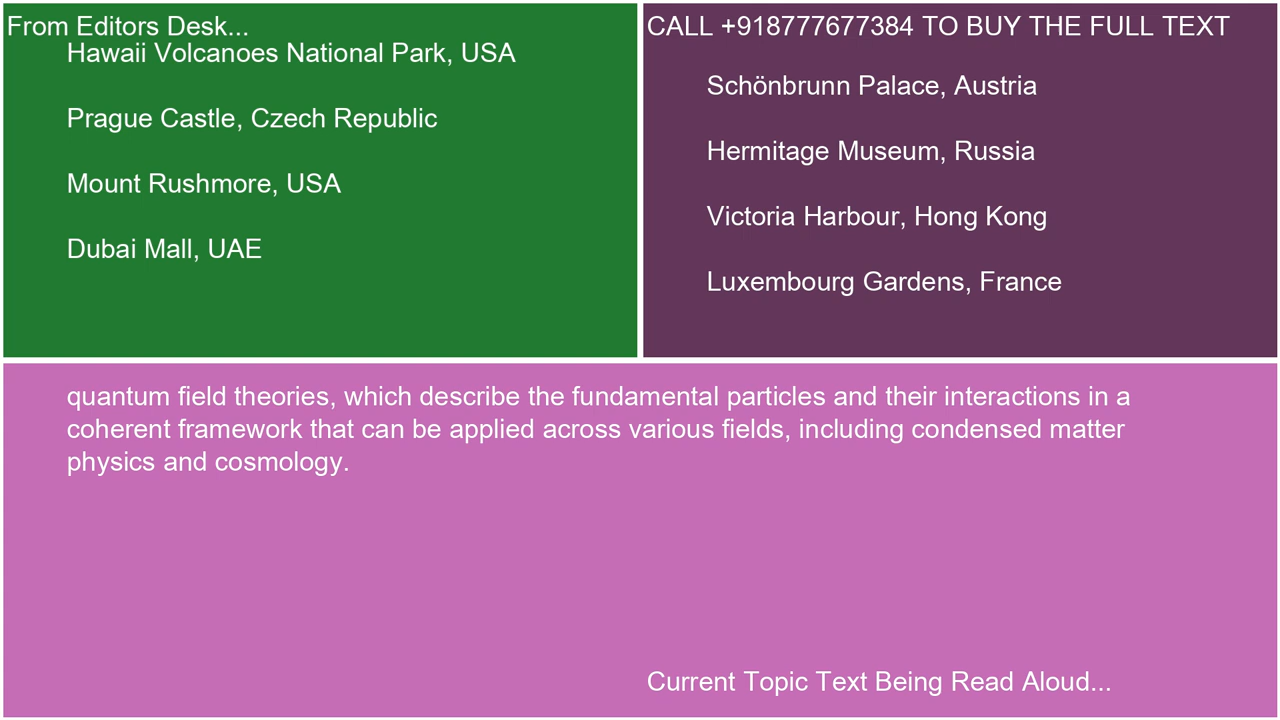 From Editors Desk...
Hawaii Volcanoes National Park, USA
Prague Castle, Czech Republic
Mount Rushmore, USA
Dubai Mall, UAE
CALL +918777677384 TO BUY THE FULL TEXT
Schönbrunn Palace, Austria
Hermitage Museum, Russia
Victoria Harbour, Hong Kong
Luxembourg Gardens, France
quantum field theories, which describe the fundamental particles and their interactions in a
coherent framework that can be applied across various fields, including condensed matter
physics and cosmology.
Current Topic Text Being Read Aloud...